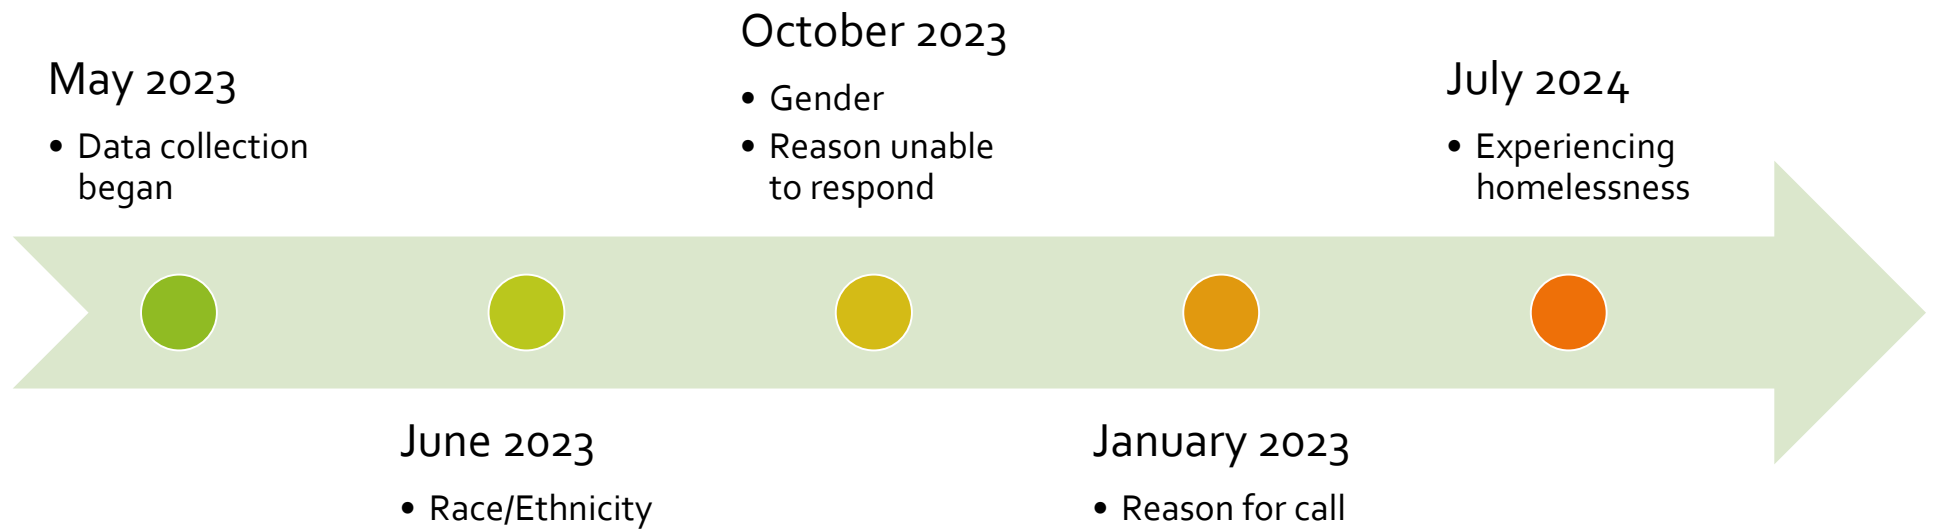 May 2023
• Data collection
began
June 2023
• Race/Ethnicity
October 2023
• Gender
• Reason unable
to respond
January 2023
• Reason for call
July 2024
• Experiencing
homelessness